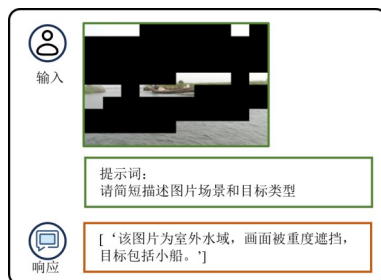 输入
提示词：
请简短描述图片场景和目标类型
响应
[‘该图片为室外水域，画面被重度遮挡，
目标包括小船。’]